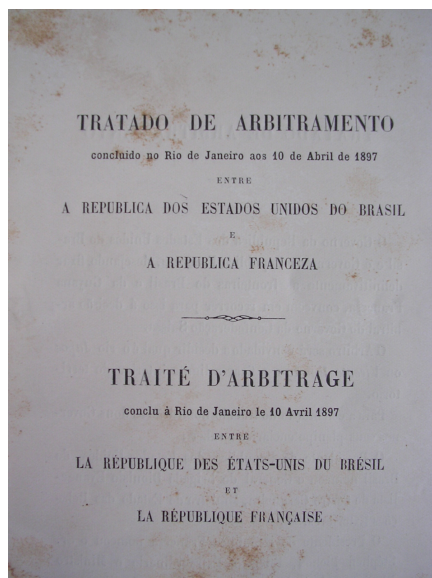 TRATADO DE ARBITRAMENTO
concluido no Rio de Janeiro aos 10 de Abril de 1897
ENTRE
A REPUBLICA DOS ESTADOS UNIDOS DO BRASIL
E
A REPUBLICA FRANCEZA
TRAITÉ D'ARBITRAGE
conclu à Rio de Janeiro le 10 Avril 1897
ENTRE
LA RÉPUBLIQUE DES ÉTATS-UNIS DU BRÉSIL
ET
LA RÉPUBLIQUE FRANÇAISE